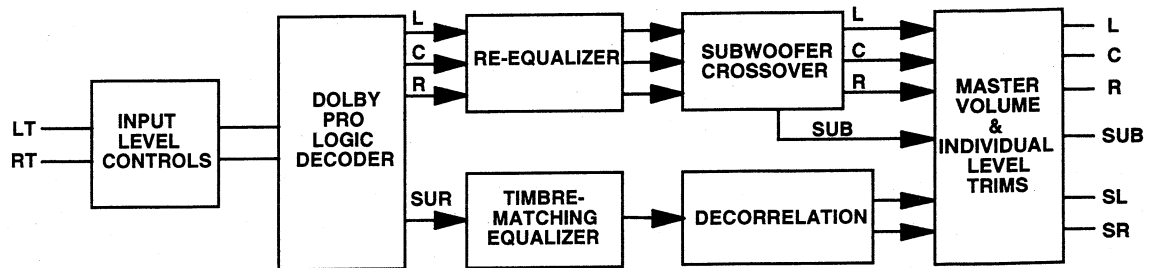 LT
RT
INPUT
LEVEL
CONTROLS
DOLBY
PRO
LOGIC
DECODER
L
C
R
SUR
RE-EQUALIZER
TIMBRE-
MATCHING
EQUALIZER
SUBWOOFER
CROSSOVER
DECORRELATION
L
C
R
SUB
MASTER
VOLUME
&
INDIVIDUAL
LEVEL
TRIMS
L
C
R
SUB
SL
SR